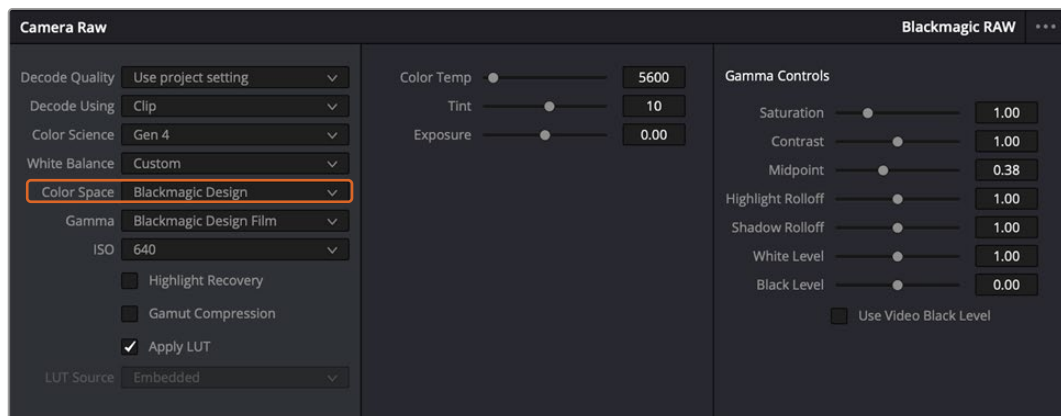 Camera Raw
Blackmagic RAW
Decode Quality Use project setting
Decode Using Clip
Color Science Gen 4
White Balance Custom
Color Space Blackmagic Design
Gamma Blackmagic Design Film
ISO 640
Highlight Recovery
Gamut Compression
Apply LUT
LUT Source Embedded
Color Temp 5600
Tint 10
Exposure 0.00
Gamma Controls
Saturation 1.00
Contrast 1.00
Midpoint 0.38
Highlight Rolloff 1.00
Shadow Rolloff 1.00
White Level 1.00
Black Level 0.00
Use Video Black Level